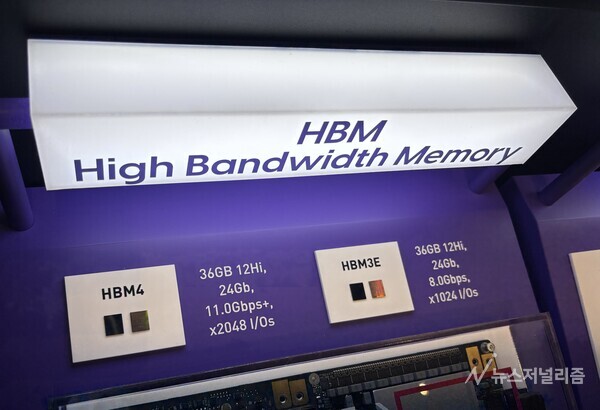 HBM
High Bandwidth Memory
HBM4
36GB 12Hi,
24Gb,
11.0Gbps+,
x2048 I/Os
HBM3E
36GB 12Hi,
24Gb,
8.0Gbps,
x1024 I/Os
뉴스저널리즘